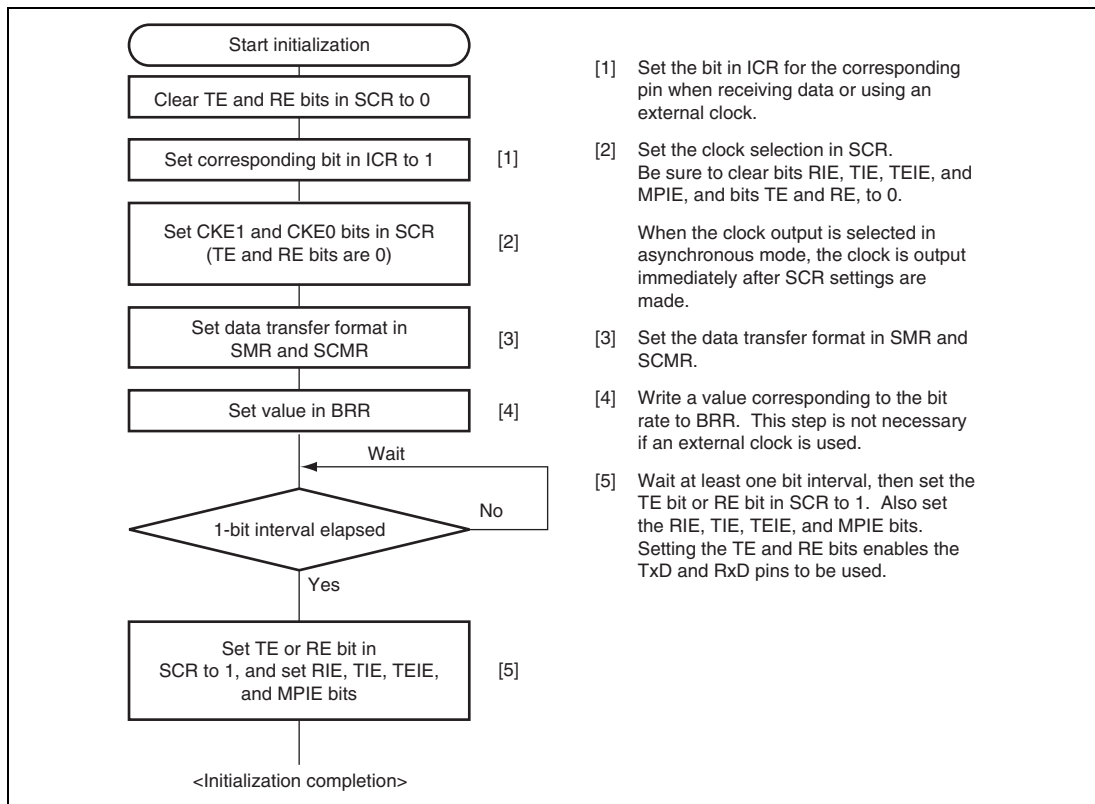 Start initialization
Clear TE and RE bits in SCR to 0
Set corresponding bit in ICR to 1
[1]
Set CKE1 and CKE0 bits in SCR
(TE and RE bits are 0)
[2]
Set data transfer format in
SMR and SCMR
[3]
Set value in BRR
[4]
Wait
No
1-bit interval elapsed
Yes
Set TE or RE bit in
SCR to 1, and set RIE, TIE, TEIE,
and MPIE bits
[5]
<Initialization completion>
[1] Set the bit in ICR for the corresponding
pin when receiving data or using an
external clock.
[2] Set the clock selection in SCR.
Be sure to clear bits RIE, TIE, TEIE, and
MPIE, and bits TE and RE, to 0.
When the clock output is selected in
asynchronous mode, the clock is output
immediately after SCR settings are
made.
[3] Set the data transfer format in SMR and
SCMR.
[4] Write a value corresponding to the bit
rate to BRR. This step is not necessary
if an external clock is used.
[5] Wait at least one bit interval, then set the
TE bit or RE bit in SCR to 1. Also set
the RIE, TIE, TEIE, and MPIE bits.
Setting the TE and RE bits enables the
TxD and RxD pins to be used.